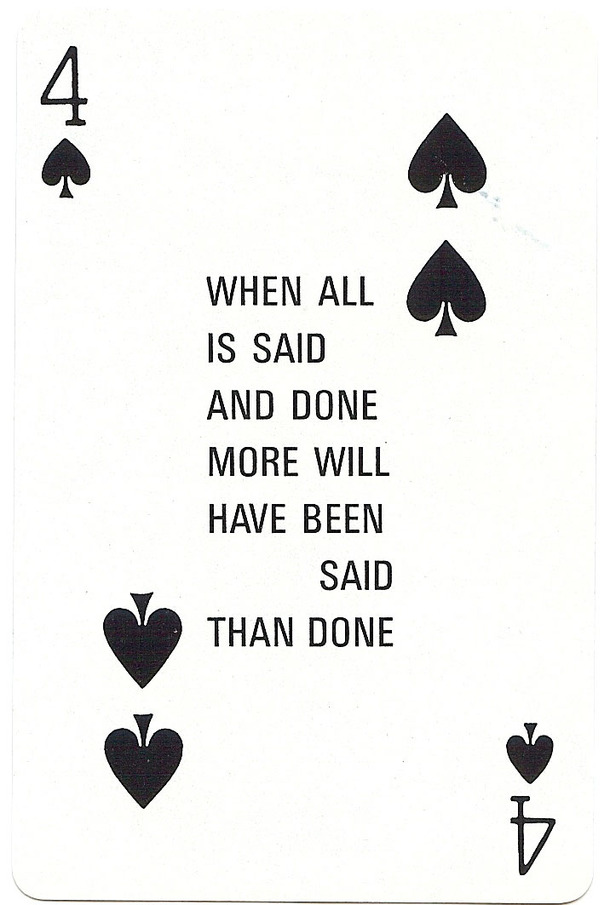 4
WHEN ALL
IS SAID
AND DONE
MORE WILL
HAVE BEEN
SAID
THAN DONE
4